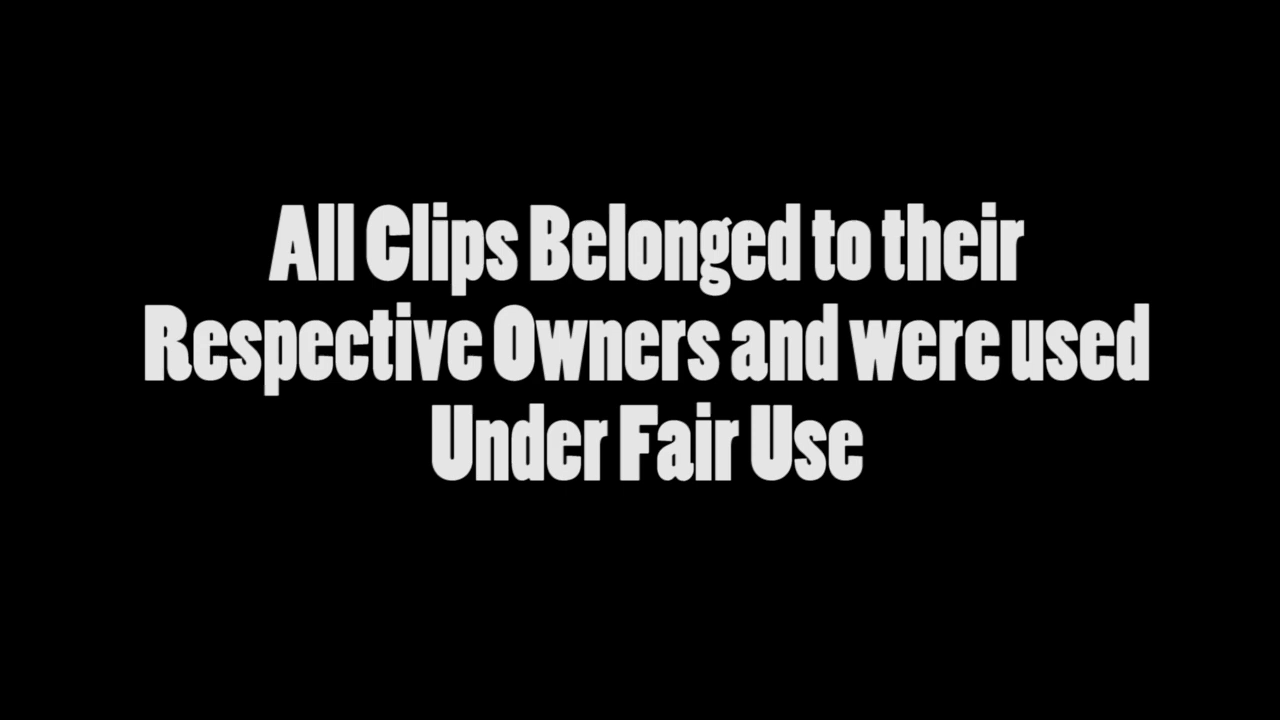 All Clips Belonged to their
Respective Owners and were used
Under Fair Use